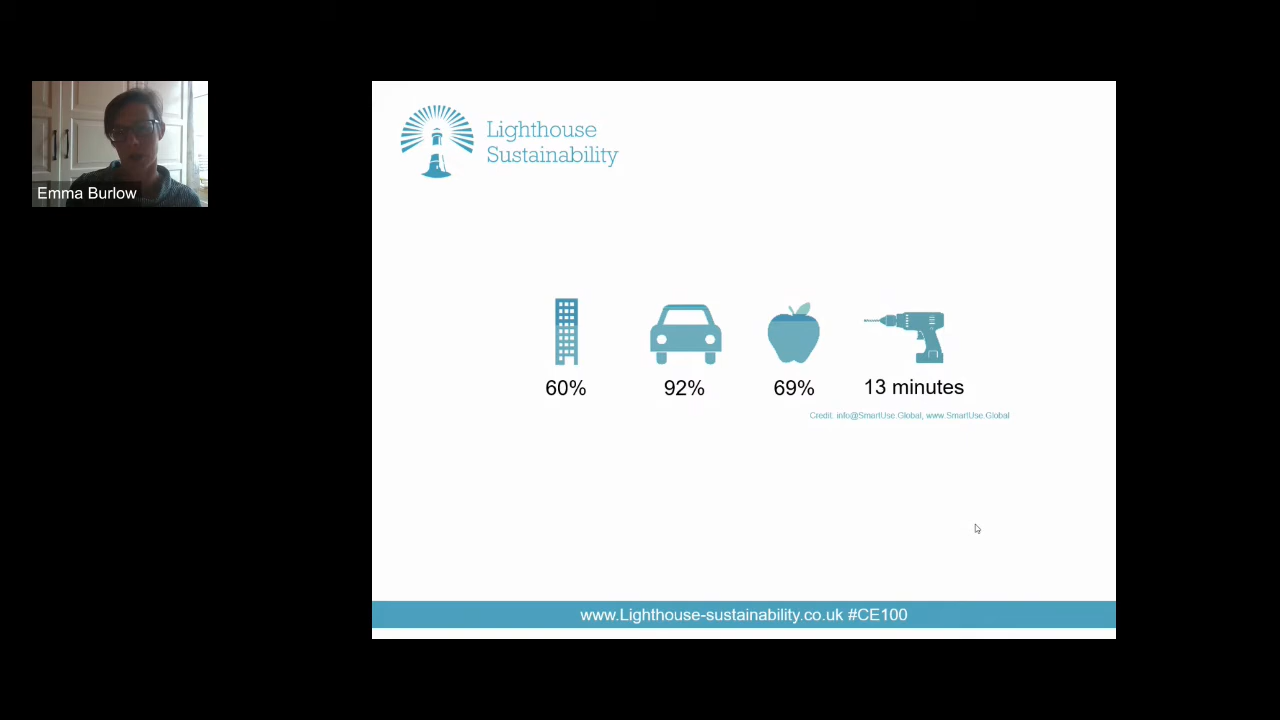 Emma Burlow
Lighthouse
Sustainability
60%
92%
69%
13 minutes
Credit: info@SmartUse.Global, www.SmartUse.Global
www.Lighthouse-sustainability.co.uk #CE100